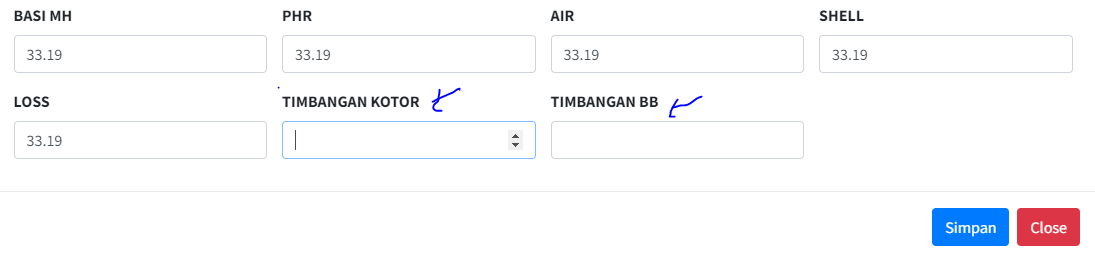 BASI MH PHR AIR SHELL
33.19 33.19 33.19 33.19
LOSS TIMBANGAN KOTOR TIMBANGAN BB
33.19
Simpan Close